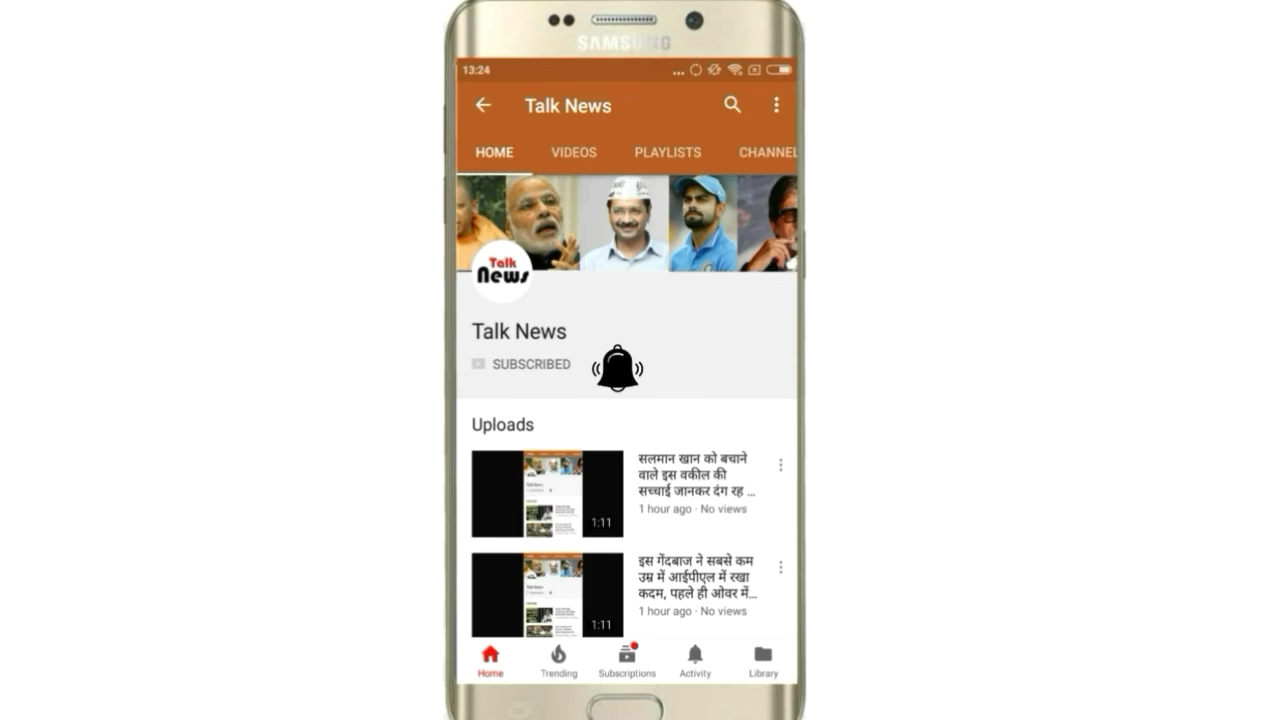 SAMSUNG
13:24
Talk News
HOME VIDEOS PLAYLISTS CHANNEL
Talk
News
Talk News
SUBSCRIBED
Uploads
सलमान खान को बचाने
वाले इस वकील की
सच्चाई जानकर दंग रह ...
1 hour ago · No views
1:11
इस गेंदबाज ने सबसे कम
उम्र में आईपीएल में रखा
कदम, पहले ही ओवर में...
1 hour ago · No views
1:11
Home Trending Subscriptions Activity Library